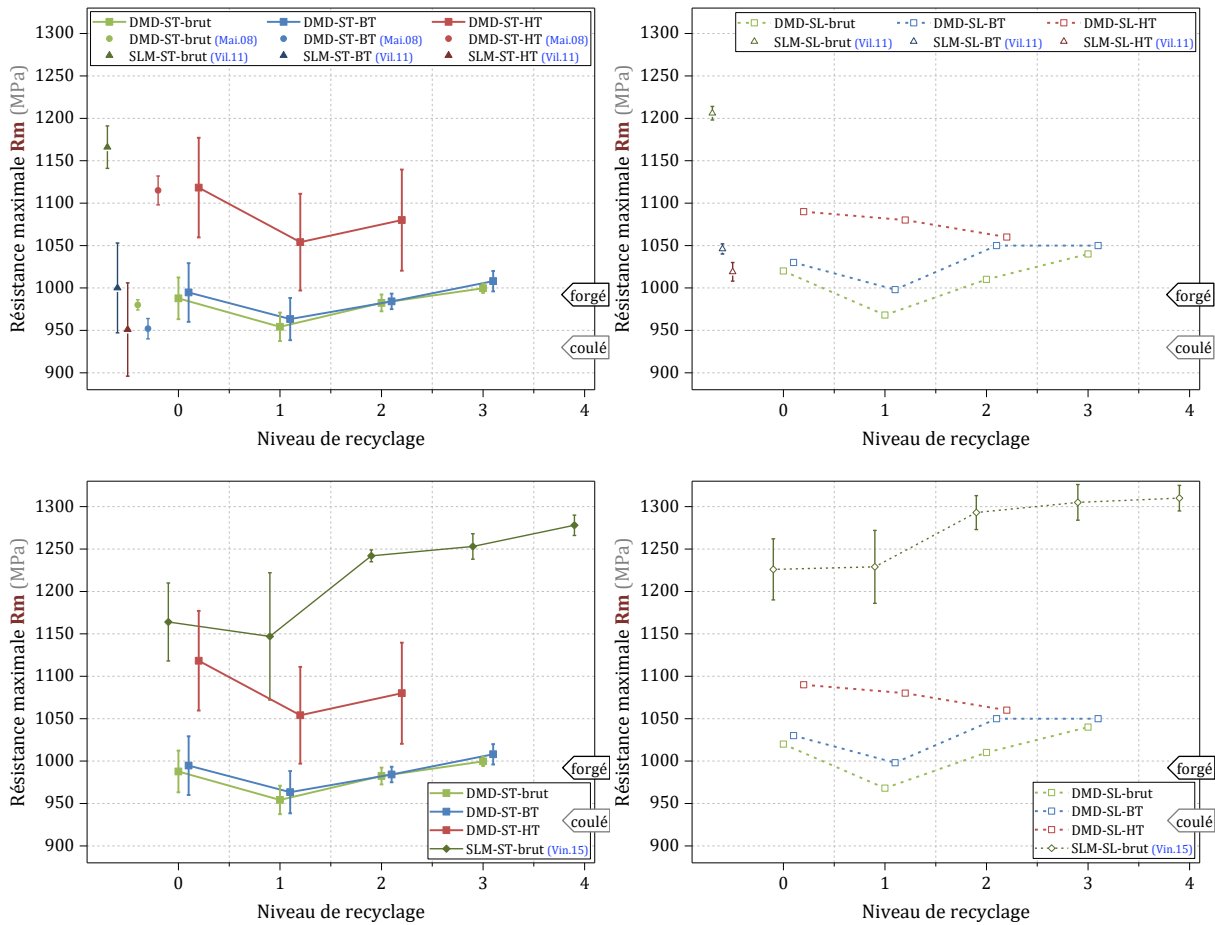 DMD-ST-brut DMD-ST-BT DMD-ST-HT
DMD-ST-brut (Mai.08) DMD-ST-BT (Mai.08) DMD-ST-HT (Mai.08)
SLM-ST-brut (Vil.11) SLM-ST-BT (Vil.11) SLM-ST-HT (Vil.11)
Résistance maximale Rm (MPa)
1300
1250
1200
1150
1100
1050
1000
950
900
forgé
coulé
0 1 2 3 4
Niveau de recyclage
DMD-SL-brut DMD-SL-BT DMD-SL-HT
SLM-SL-brut (Vil.11) SLM-SL-BT (Vil.11) SLM-SL-HT (Vil.11)
Résistance maximale Rm (MPa)
1300
1250
1200
1150
1100
1050
1000
950
900
forgé
coulé
0 1 2 3 4
Niveau de recyclage
Résistance maximale Rm (MPa)
1300
1250
1200
1150
1100
1050
1000
950
900
forgé
coulé
DMD-ST-brut
DMD-ST-BT
DMD-ST-HT
SLM-ST-brut (Vin.15)
0 1 2 3 4
Niveau de recyclage
Résistance maximale Rm (MPa)
1300
1250
1200
1150
1100
1050
1000
950
900
forgé
coulé
DMD-SL-brut
DMD-SL-BT
DMD-SL-HT
SLM-SL-brut (Vin.15)
0 1 2 3 4
Niveau de recyclage